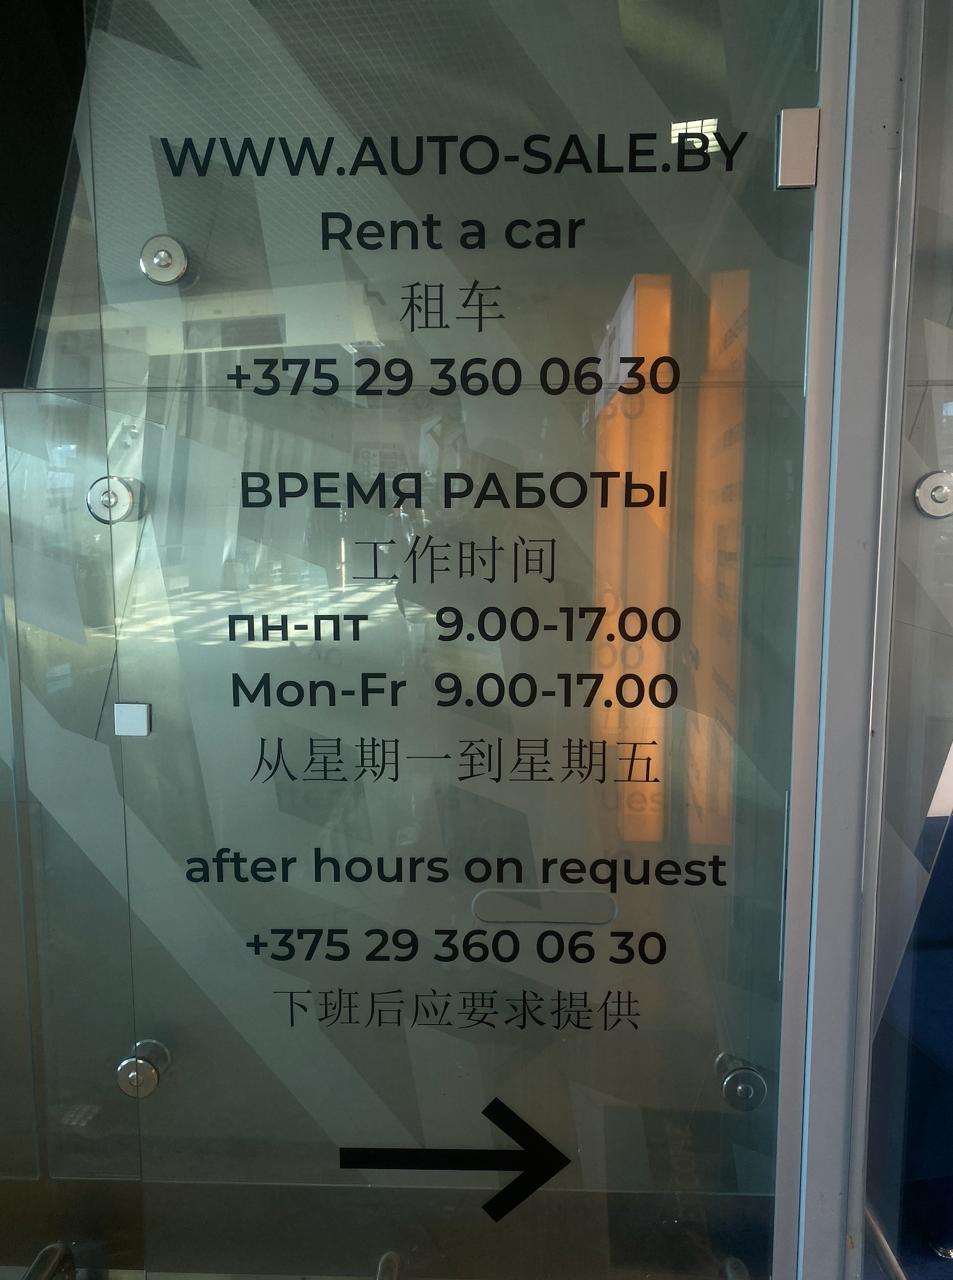 WWW.AUTO-SALE.BY
Rent a car
租车
+375 29 360 06 30
ВРЕМЯ РАБОТЫ
工作时间
пн-пт 9.00-17.00
Mon-Fr 9.00-17.00
从星期一到星期五
after hours on request
+375 29 360 06 30
下班后应要求提供